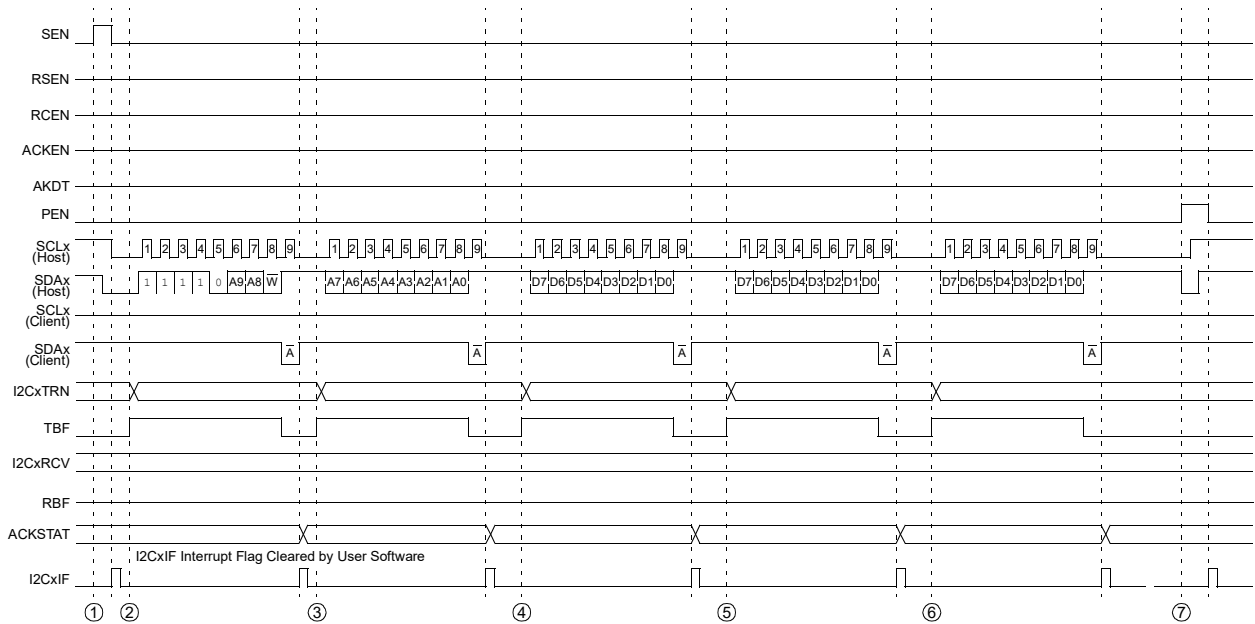 SEN
RSEN
RCEN
ACKEN
AKDT
PEN
SCLx
(Host)
1 2 3 4 5 6 7 8 9 1 2 3 4 5 6 7 8 9 1 2 3 4 5 6 7 8 9 1 2 3 4 5 6 7 8 9 1 2 3 4 5 6 7 8 9
SDAx
(Host)
1 1 1 1 0 A9 A8 W̅ A7 A6 A5 A4 A3 A2 A1 A0 D7 D6 D5 D4 D3 D2 D1 D0 D7 D6 D5 D4 D3 D2 D1 D0 D7 D6 D5 D4 D3 D2 D1 D0
SCLx
(Client)
SDAx
(Client)
A̅ A̅ A̅ A̅ A̅
I2CxTRN
TBF
I2CxRCV
RBF
ACKSTAT
I2CxIF Interrupt Flag Cleared by User Software
I2CxIF
① ② ③ ④ ⑤ ⑥ ⑦